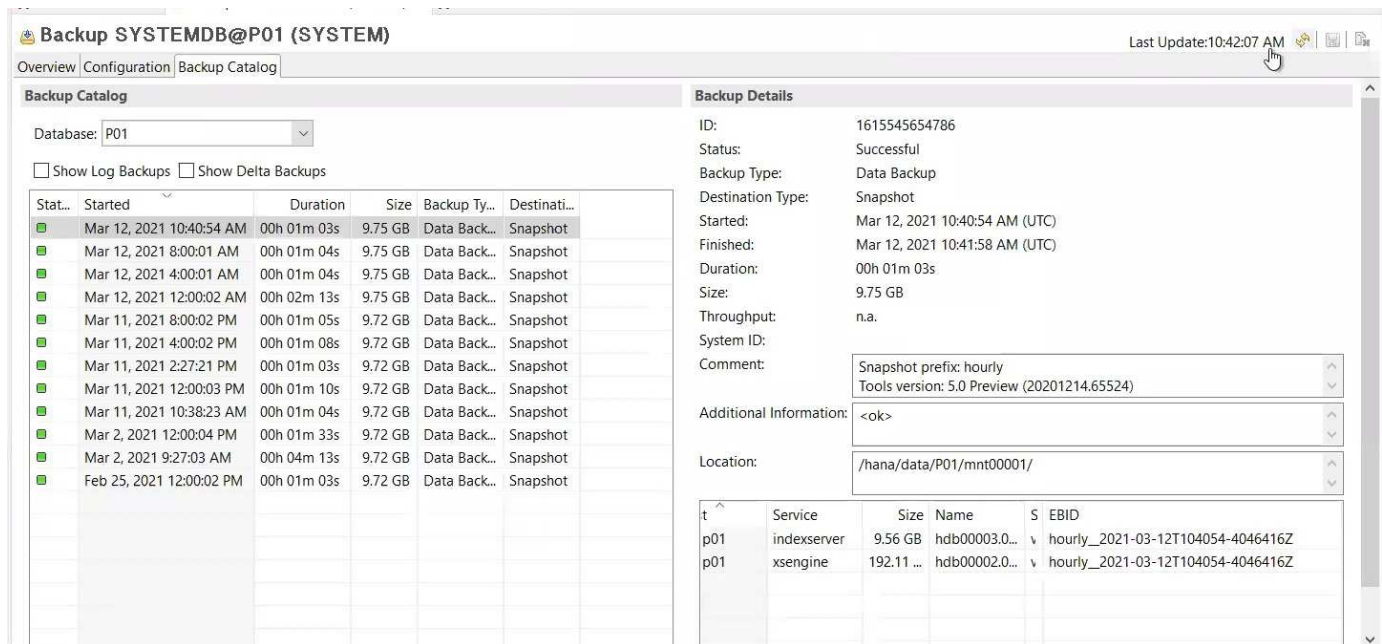 Backup SYSTEMDB@P01 (SYSTEM)
Last Update:10:42:07 AM
Overview Configuration Backup Catalog
Backup Catalog
Database: P01
Show Log Backups Show Delta Backups
Stat... Started Duration Size Backup Ty... Destinati...
Mar 12, 2021 10:40:54 AM 00h 01m 03s 9.75 GB Data Back... Snapshot
Mar 12, 2021 8:00:01 AM 00h 01m 04s 9.75 GB Data Back... Snapshot
Mar 12, 2021 4:00:01 AM 00h 01m 04s 9.75 GB Data Back... Snapshot
Mar 12, 2021 12:00:02 AM 00h 02m 13s 9.75 GB Data Back... Snapshot
Mar 11, 2021 8:00:02 PM 00h 01m 05s 9.72 GB Data Back... Snapshot
Mar 11, 2021 4:00:02 PM 00h 01m 08s 9.72 GB Data Back... Snapshot
Mar 11, 2021 2:27:21 PM 00h 01m 03s 9.72 GB Data Back... Snapshot
Mar 11, 2021 12:00:03 PM 00h 01m 10s 9.72 GB Data Back... Snapshot
Mar 11, 2021 10:38:23 AM 00h 01m 04s 9.72 GB Data Back... Snapshot
Mar 2, 2021 12:00:04 PM 00h 01m 33s 9.72 GB Data Back... Snapshot
Mar 2, 2021 9:27:03 AM 00h 04m 13s 9.72 GB Data Back... Snapshot
Feb 25, 2021 12:00:02 PM 00h 01m 03s 9.72 GB Data Back... Snapshot
Backup Details
ID: 1615545654786
Status: Successful
Backup Type: Data Backup
Destination Type: Snapshot
Started: Mar 12, 2021 10:40:54 AM (UTC)
Finished: Mar 12, 2021 10:41:58 AM (UTC)
Duration: 00h 01m 03s
Size: 9.75 GB
Throughput: n.a.
System ID:
Comment: Snapshot prefix: hourly
Tools version: 5.0 Preview (20201214.65524)
Additional Information: <ok>
Location: /hana/data/P01/mnt00001/
t Service Size Name S EBID
p01 indexserver 9.56 GB hdb00003.0... v hourly__2021-03-12T104054-4046416Z
p01 xsengine 192.11 ... hdb00002.0... v hourly__2021-03-12T104054-4046416Z